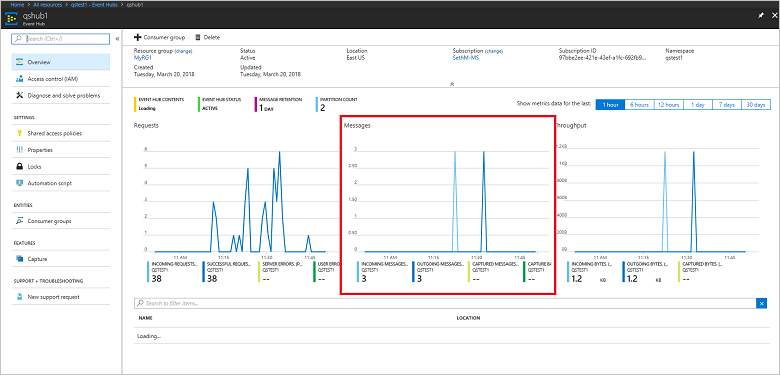 Home > All resources > qstest1 - Event Hubs > qshub1
qshub1
Event Hub
Search (Ctrl+/)
Overview
Access control (IAM)
Diagnose and solve problems
SETTINGS
Shared access policies
Properties
Locks
Automation script
ENTITIES
Consumer groups
FEATURES
Capture
SUPPORT + TROUBLESHOOTING
New support request
Consumer group Delete
Resource group (change)
MyRG1
Status
Active
Location
East US
Subscription (change)
SethM-MS
Subscription ID
97bbe2ee-421e-43ef-a1fc-692fb9...
Namespace
qstest1
Created
Tuesday, March 20, 2018
Updated
Tuesday, March 20, 2018
EVENT HUB CONTENTS
Loading
EVENT HUB STATUS
ACTIVE
MESSAGE RETENTION
1 DAY
PARTITION COUNT
2
Show metrics data for the last: 1 hour 6 hours 12 hours 1 day 7 days 30 days
Requests
6
5
4
3
2
1
0
11 AM 11:15 11:30 11:45
INCOMING REQUESTS...
QSTEST1
38
SUCCESSFUL REQUES...
QSTEST1
38
SERVER ERRORS. (P...
QSTEST1
--
USER ERRO
QSTEST1
--
Messages
3
2.50
2
1.50
1
0.50
0
11 AM 11:15 11:30 11:45
INCOMING MESSAGES...
QSTEST1
3
OUTGOING MESSAGES...
QSTEST1
3
CAPTURED MESSAGES...
QSTEST1
--
CAPTURE BA
QSTEST1
--
Throughput
1.2KB
1KB
800B
600B
400B
200B
0B
11 AM 11:15 11:30 11:45
INCOMING BYTES. (...
QSTEST1
1.2 KB
OUTGOING BYTES. (...
QSTEST1
1.2 KB
CAPTURED BYTES. (...
QSTEST1
--
Search to filter items...
NAME LOCATION
Loading...